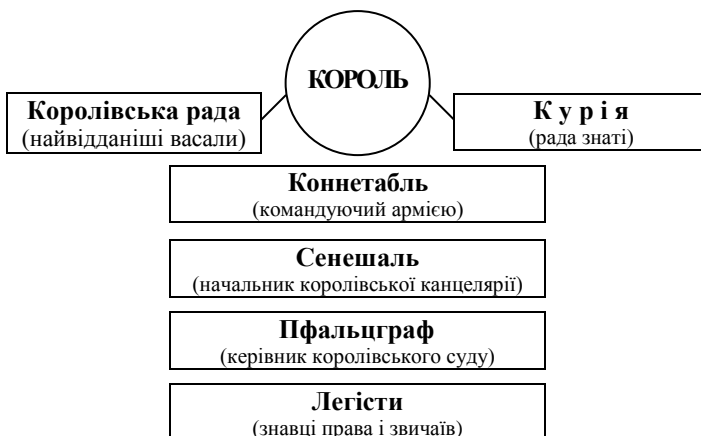 КОРОЛЬ
Королівська рада
(найвідданіші васали)
К у р і я
(рада знаті)
Коннетабль
(командуючий армією)
Сенешаль
(начальник королівської канцелярії)
Пфальцграф
(керівник королівського суду)
Легісти
(знавці права і звичаїв)